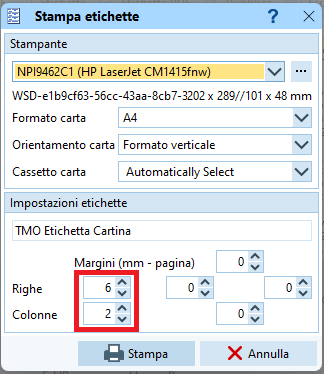 Stampa etichette
?
Stampante
NPI9462C1 (HP LaserJet CM1415fnw)
...
WSD-e1b9cf63-56cc-43aa-8cb7-3202 x 289//101 x 48 mm
Formato carta A4
Orientamento carta Formato verticale
Cassetto carta Automatically Select
Impostazioni etichette
TMO Etichetta Cartina
Margini (mm - pagina) 0
Righe 6 0 0
Colonne 2 0
Stampa Annulla